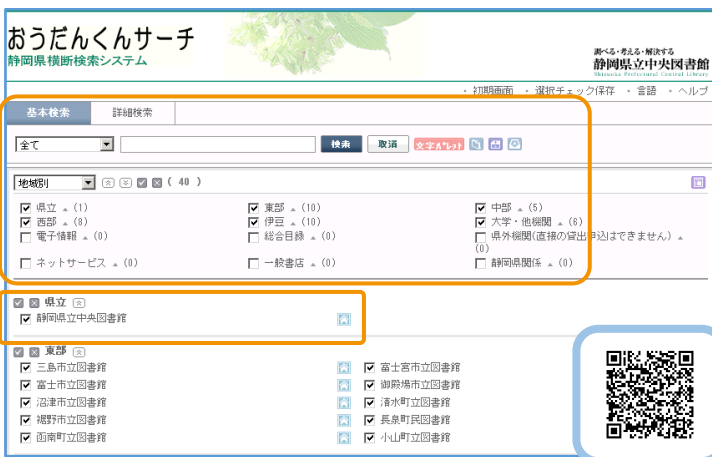 おうだんくんサーチ
静岡県横断検索システム
調べる・考える・解決する
静岡県立中央図書館
Shizuoka Prefectural Central Library
・初期画面 ・選択チェック保存 ・言語 ・ヘルプ
基本検索 詳細検索
全て 検索 取消 文字パレット
地域別 ( 40 )
県立 (1) 東部 (10) 中部 (5)
西部 (8) 伊豆 (10) 大学・他機関 (6)
電子情報 (0) 総合目録 (0) 県外機関(直接の貸出申込はできません)
(0)
ネットサービス (0) 一般書店 (0) 静岡県関係 (0)
県立
静岡県立中央図書館
東部
三島市立図書館 富士宮市立図書館
富士市立図書館 御殿場市立図書館
沼津市立図書館 清水町立図書館
裾野市立図書館 長泉町民図書館
函南町立図書館 小山町立図書館